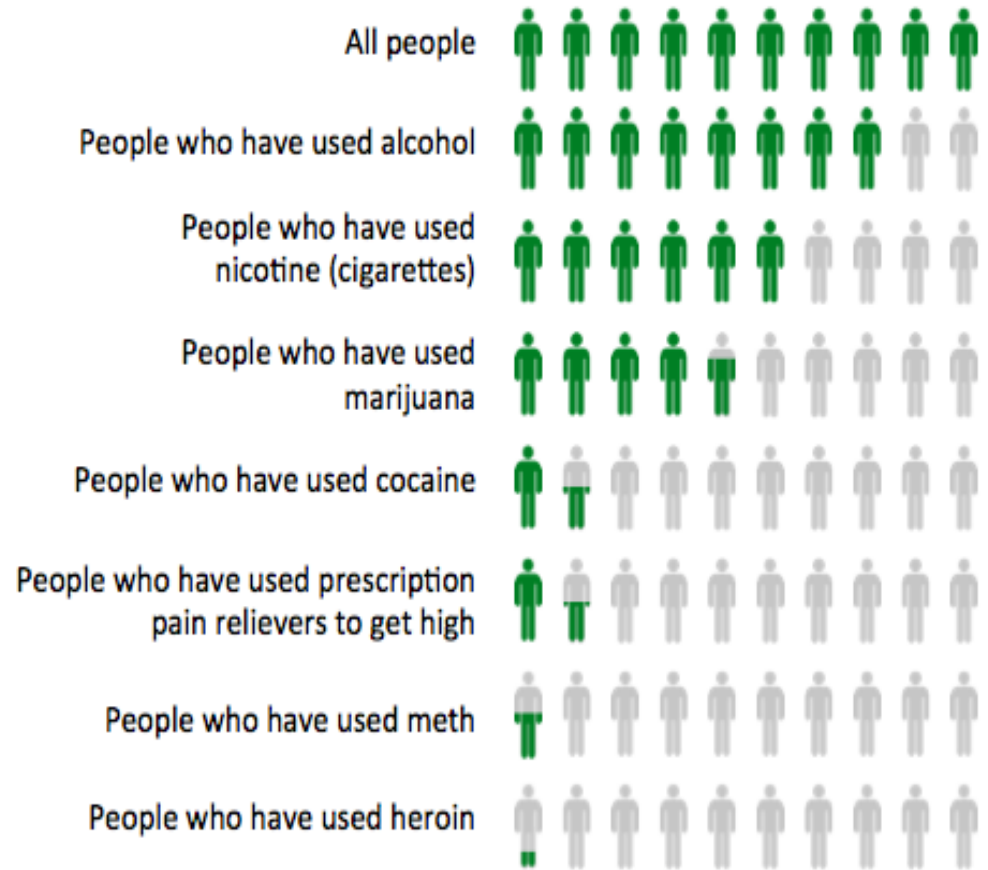 All people
People who have used alcohol
People who have used
nicotine (cigarettes)
People who have used
marijuana
People who have used cocaine
People who have used prescription
pain relievers to get high
People who have used meth
People who have used heroin